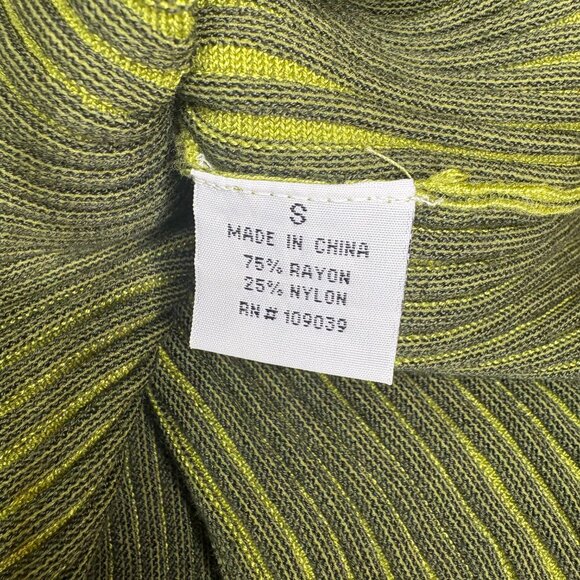 S
MADE IN CHINA
75% RAYON
25% NYLON
RN# 109039